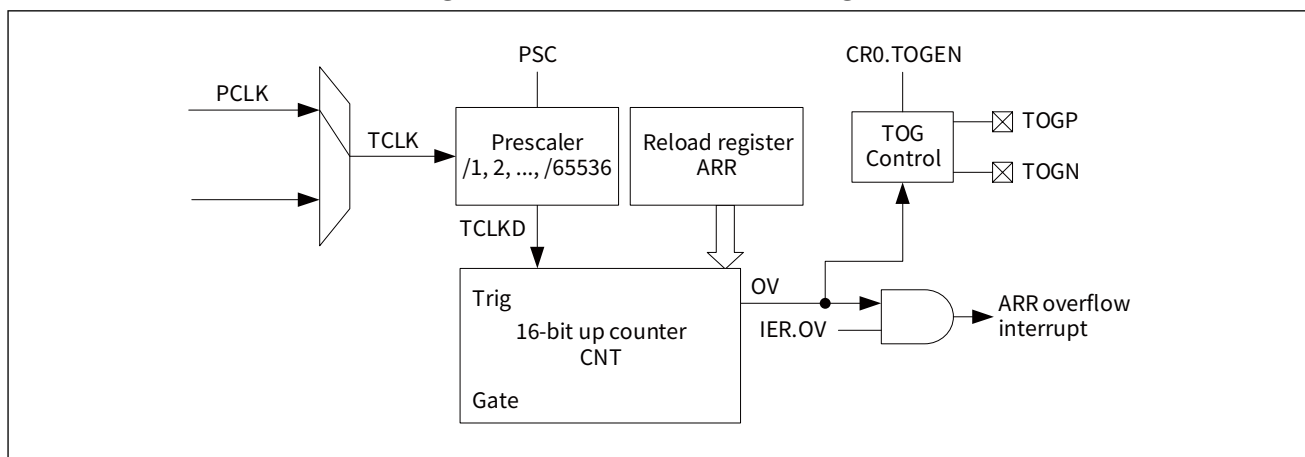 PSC
CR0.TOGEN
PCLK
TCLK
Prescaler
/1, 2, ..., /65536
Reload register
ARR
TOG
Control
TOGP
TOGN
TCLKD
Trig
16-bit up counter
CNT
Gate
OV
IER.OV
ARR overflow
interrupt